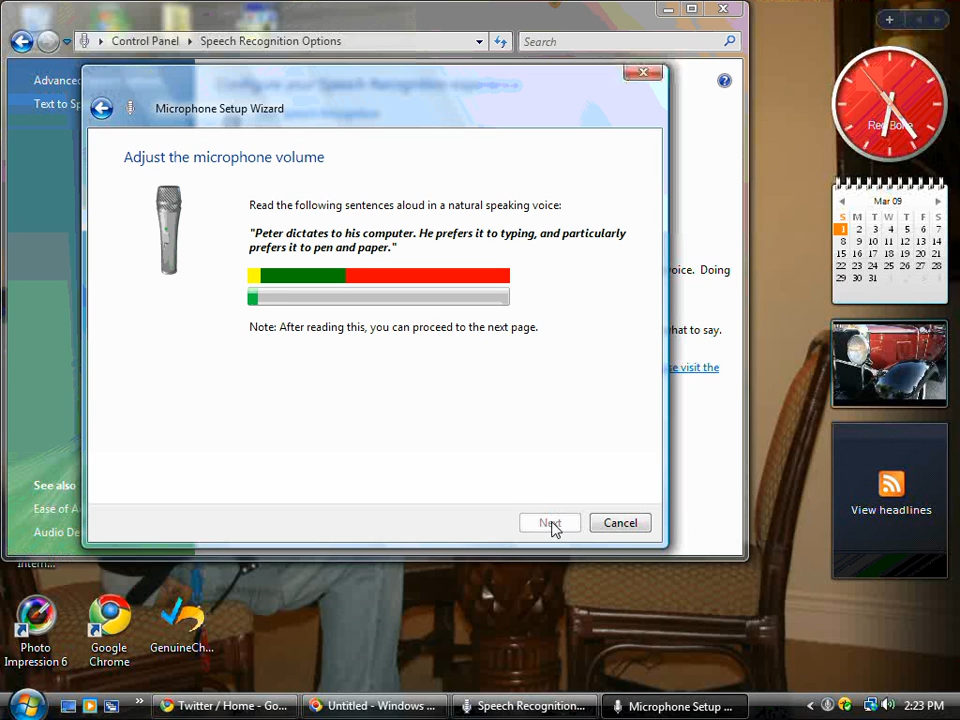 Control Panel
Speech Recognition Options
Search
Advanced
Text to Sp
Microphone Setup Wizard
Adjust the microphone volume
Read the following sentences aloud in a natural speaking voice:
"Peter dictates to his computer. He prefers it to typing, and particularly
prefers it to pen and paper."
Note: After reading this, you can proceed to the next page.
Next
Cancel
voice. Doing
hat to say.
se visit the
See also
Ease of A
Audio De
Red Bone
Mar 09
S M T W T F S
1 2 3 4 5 6 7
8 9 10 11 12 13 14
15 16 17 18 19 20 21
22 23 24 25 26 27 28
29 30 31
View headlines
Intern...
Photo
Impression 6
Google
Chrome
GenuineCh...
Twitter / Home - Go...
Untitled - Windows ...
Speech Recognition...
Microphone Setup ...
2:23 PM